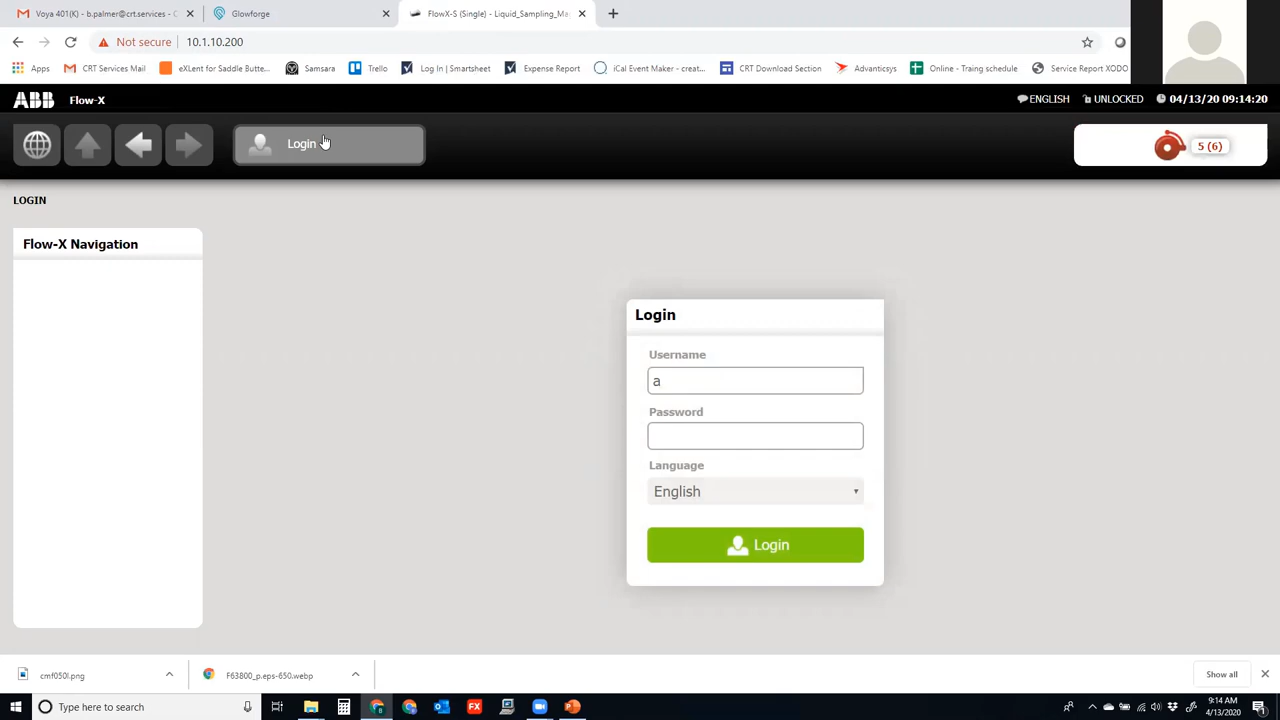 Voya 401(K) - b.palmer@crt.services - C
Glowforge
FlowX-S (Single) - Liquid_Sampling_Ma
Not secure
10.1.10.200
Apps
CRT Services Mail
eXLent for Saddle Butte...
Samsara
Trello
Log In | Smartsheet
Expense Report
iCal Event Maker - creat...
CRT Download Section
Advanticsys
Online - Traing schedule
Service Report XODO
ABB
Flow-X
ENGLISH
UNLOCKED
04/13/20 09:14:20
Login
5 (6)
LOGIN
Flow-X Navigation
Login
Username
a
Password
Language
English
Login
cmf050l.png
F63800_p.eps-650.webp
Show all
Type here to search
FX
9:14 AM
4/13/2020